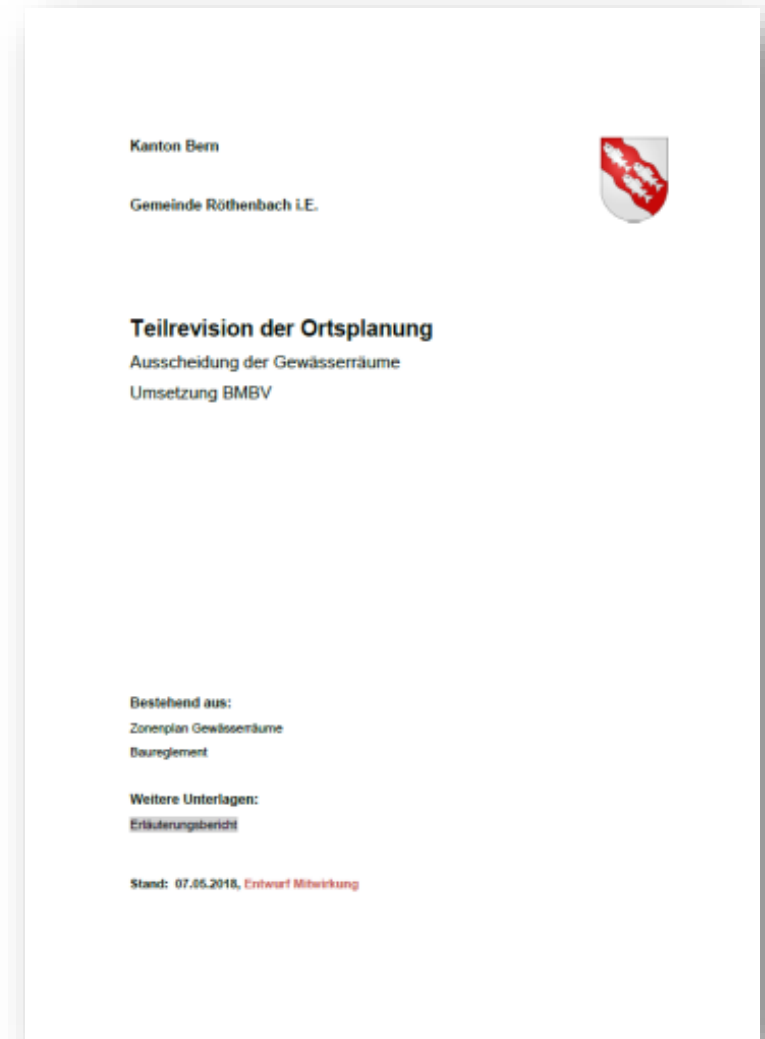 Kanton Bern
Gemeinde Röthenbach i.E.
Teilrevision der Ortsplanung
Ausscheidung der Gewässerräume
Umsetzung BMBV
Bestehend aus:
Zonenplan Gewässerräume
Baureglement
Weitere Unterlagen:
Erläuterungsbericht
Stand: 07.05.2018, Entwurf Mitwirkung